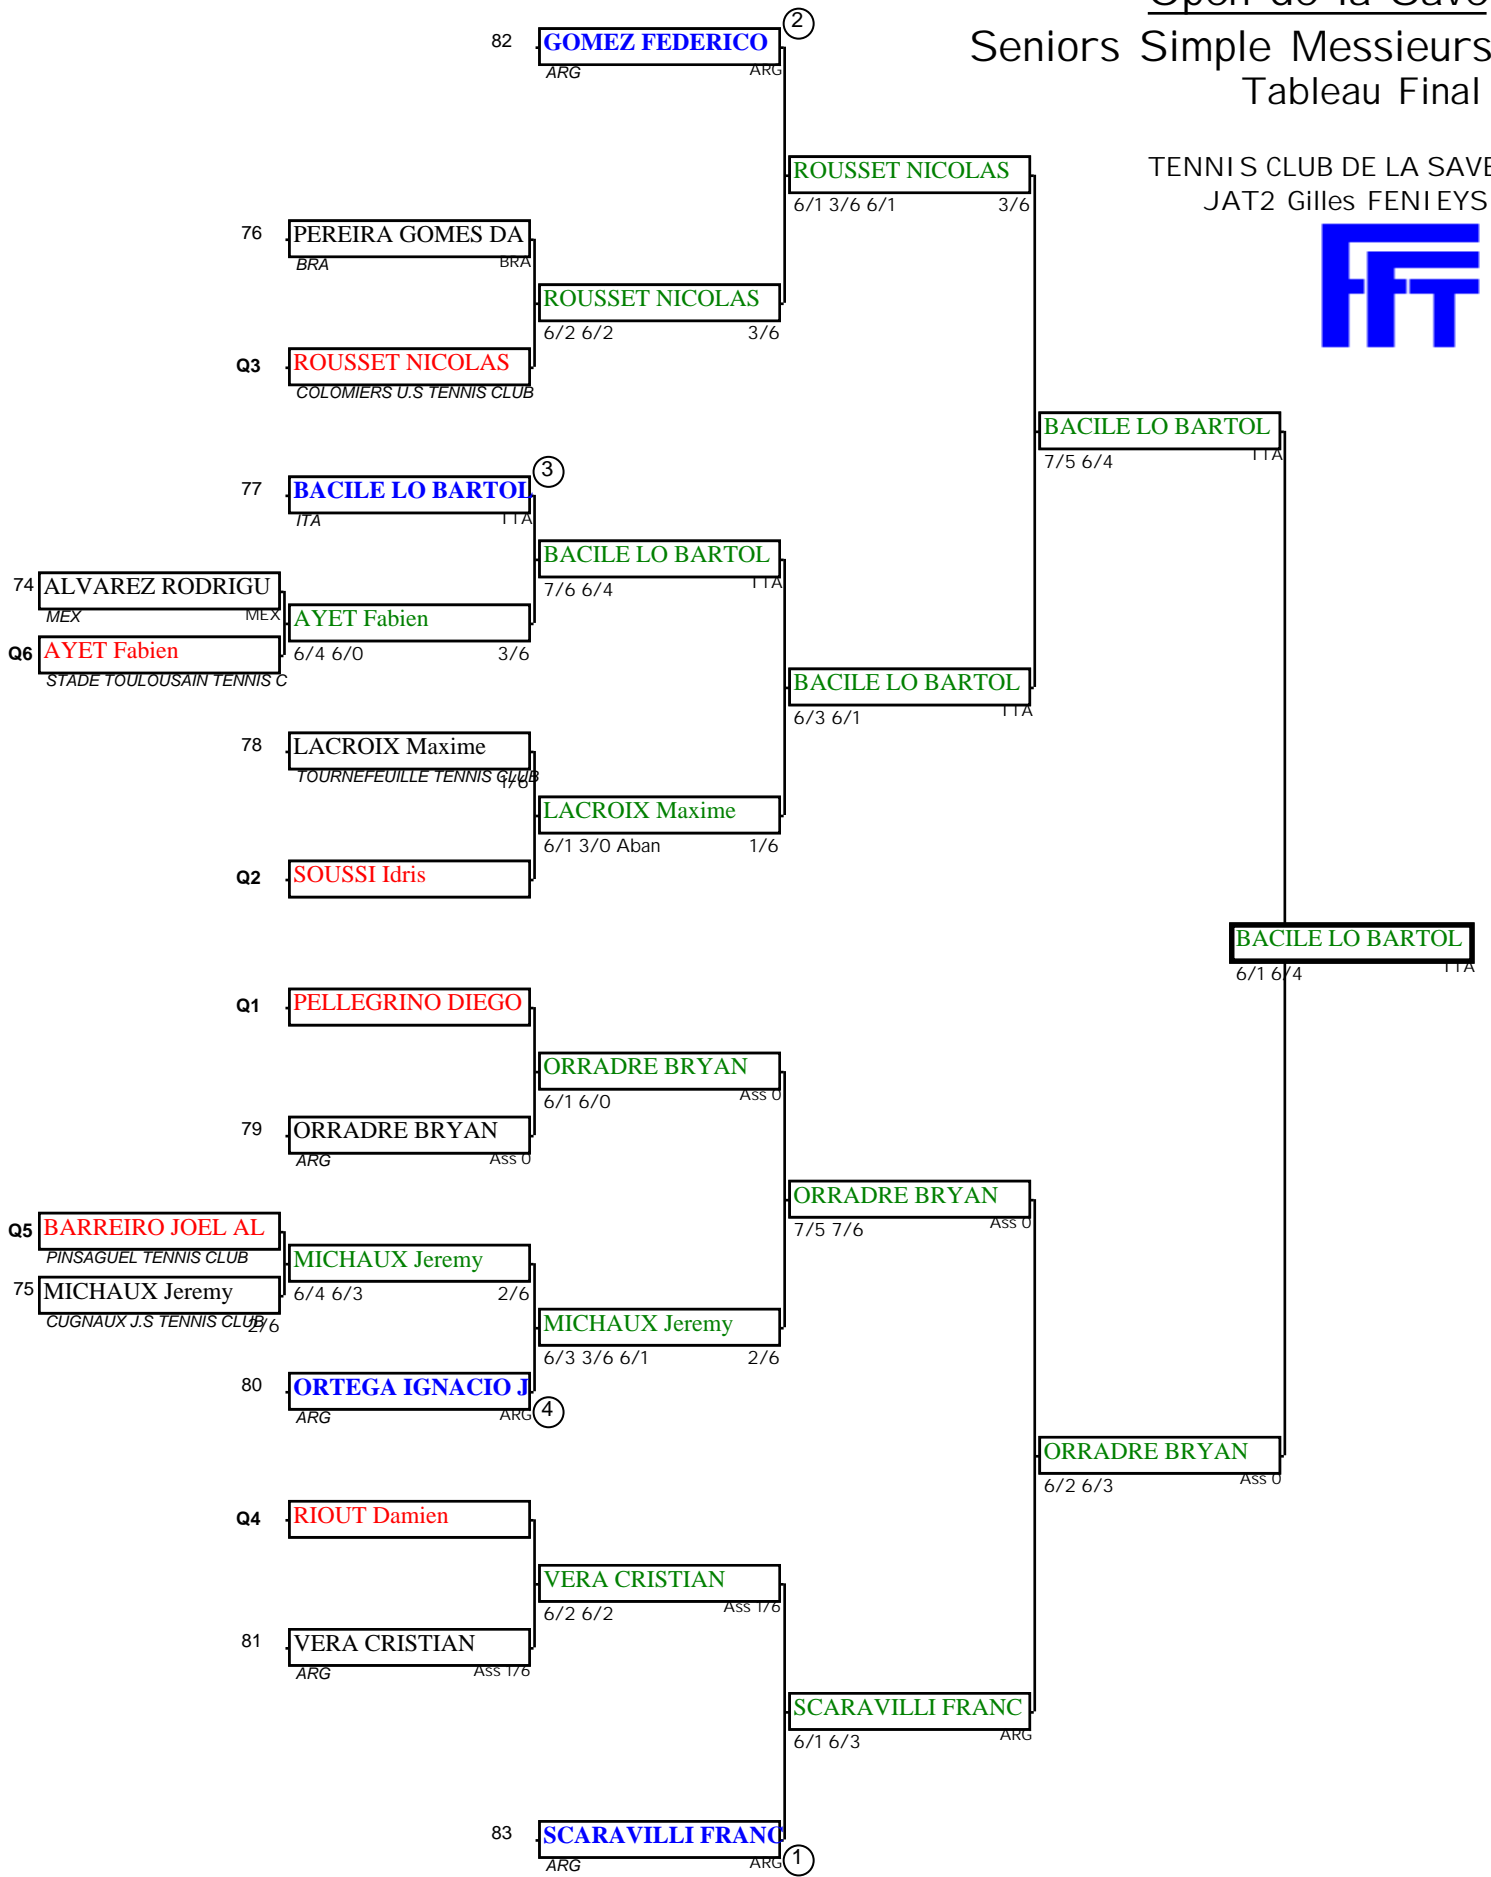 Open de la Save
Seniors Simple Messieurs
Tableau Final
TENNIS CLUB DE LA SAVE
JAT2 Gilles FENIEYS
FFT
2
82 GOMEZ FEDERICO
ARG ARG
ROUSSET NICOLAS
6/1 3/6 6/1 3/6
76 PEREIRA GOMES DA
BRA BRA
ROUSSET NICOLAS
6/2 6/2 3/6
Q3 ROUSSET NICOLAS
COLOMIERS U.S TENNIS CLUB
BACILE LO BARTOL
7/5 6/4 ITA
3
77 BACILE LO BARTOL
ITA ITA
BACILE LO BARTOL
7/6 6/4 ITA
74 ALVAREZ RODRIGU
MEX MEX
AYET Fabien
6/4 6/0 3/6
Q6 AYET Fabien
STADE TOULOUSAIN TENNIS C
BACILE LO BARTOL
6/3 6/1 ITA
78 LACROIX Maxime
TOURNEFEUILLE TENNIS CLUB 1/6
LACROIX Maxime
6/1 3/0 Aban 1/6
Q2 SOUSSI Idris
BACILE LO BARTOL
6/1 6/4 ITA
Q1 PELLEGRINO DIEGO
ORRADRE BRYAN
6/1 6/0 Ass 0
79 ORRADRE BRYAN
ARG Ass 0
ORRADRE BRYAN
7/5 7/6 Ass 0
Q5 BARREIRO JOEL AL
PINSAGUEL TENNIS CLUB
MICHAUX Jeremy
6/4 6/3 2/6
75 MICHAUX Jeremy
CUGNAUX J.S TENNIS CLUB 2/6
MICHAUX Jeremy
6/3 3/6 6/1 2/6
80 ORTEGA IGNACIO J
ARG ARG
4
ORRADRE BRYAN
6/2 6/3 Ass 0
Q4 RIOUT Damien
VERA CRISTIAN
6/2 6/2 Ass 1/6
81 VERA CRISTIAN
ARG Ass 1/6
SCARAVILLI FRANC
6/1 6/3 ARG
83 SCARAVILLI FRANC
ARG ARG
1